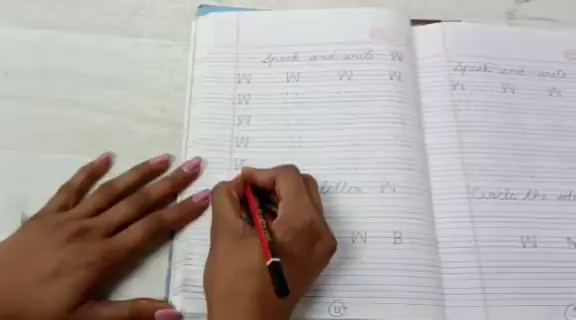 Speak and write W
W W W W
W
W
W
letter W
W B
Speak and write
W W W
Circle the
W